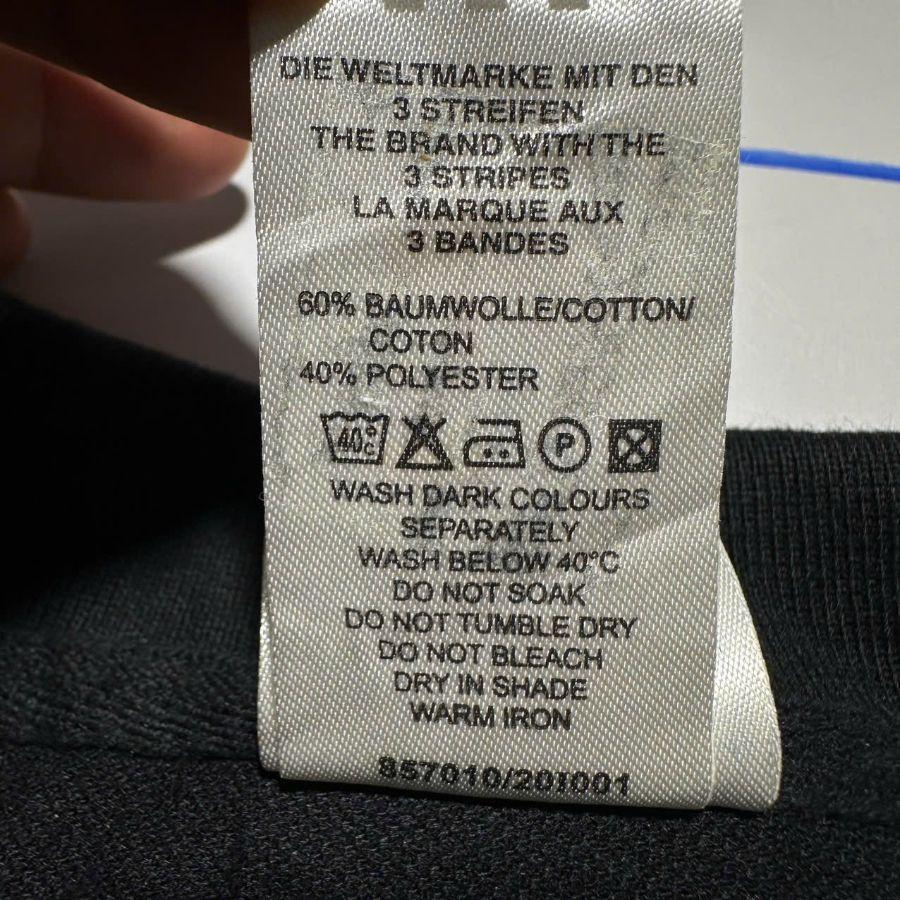 DIE WELTMARKE MIT DEN
3 STREIFEN
THE BRAND WITH THE
3 STRIPES
LA MARQUE AUX
3 BANDES
60% BAUMWOLLE/COTTON/
COTON
40% POLYESTER
40°C P
WASH DARK COLOURS
SEPARATELY
WASH BELOW 40°C
DO NOT SOAK
DO NOT TUMBLE DRY
DO NOT BLEACH
DRY IN SHADE
WARM IRON
857010/201001